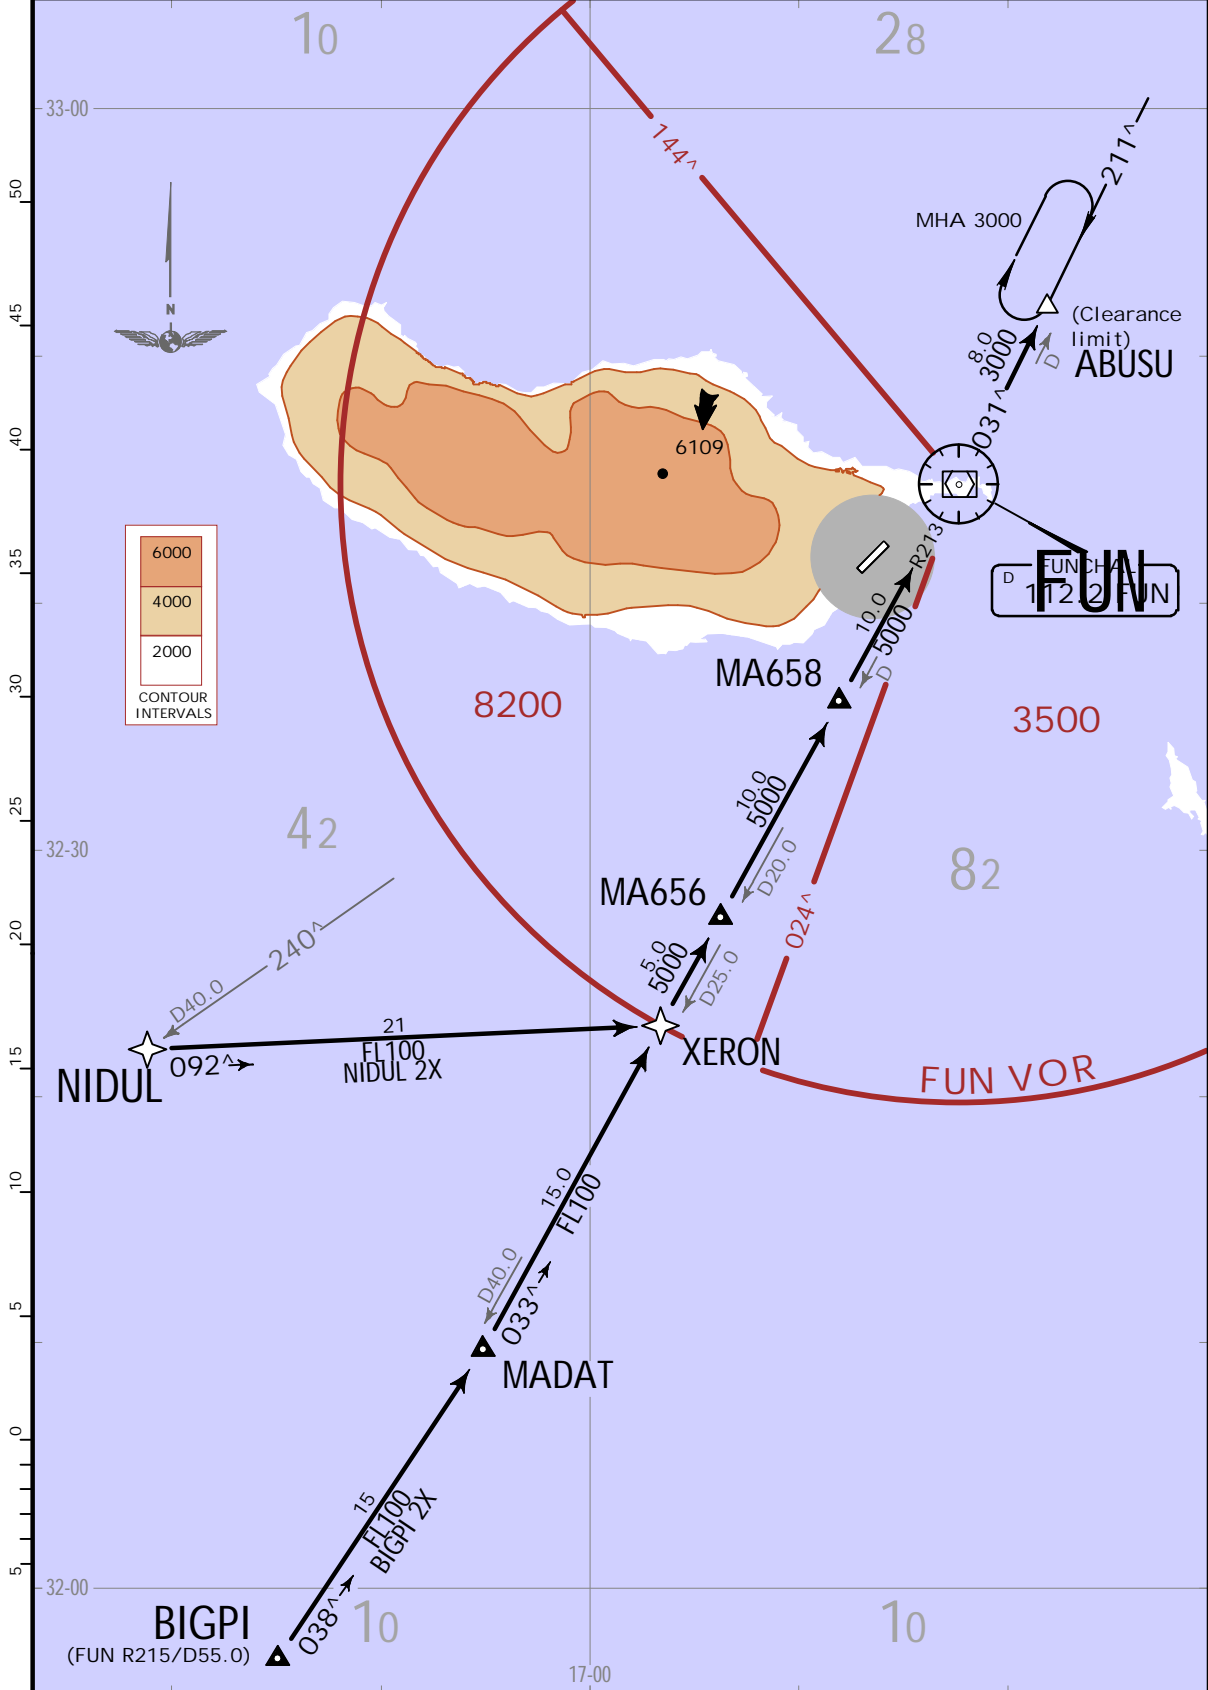 10
28
33-00
144^
211^
50
MHA 3000
N
45
(Clearance
limit)
8.0
3000
D
ABUSU
40
6109
031^
R213
FUN
FUNCHAL
D
112.2 FUN
6000
4000
2000
CONTOUR
INTERVALS
35
10.0
5000
D
MA658
30
8200
3500
10.0
5000
25
42
32-30
82
D20.0
MA656
024^
240^
5.0
5000
D25.0
20
D40.0
21
FL100
NIDUL 2X
092^
NIDUL
XERON
15
FUN VOR
10
15.0
FL100
D40.0
033^
5
MADAT
0
15
FL100
BIGPI 2X
5
32-00
038^
BIGPI
(FUN R215/D55.0)
10
10
17-00